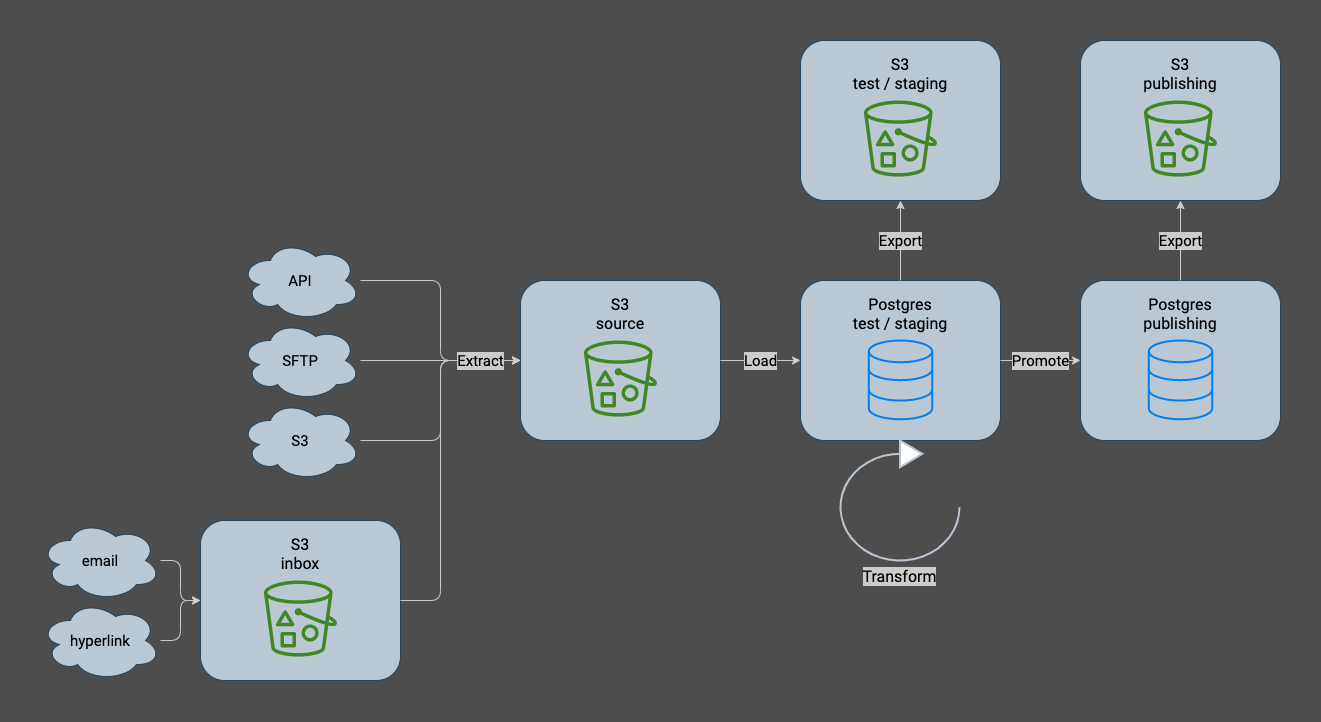 S3
test / staging
S3
publishing
Export
Export
API
SFTP
S3
Extract
S3
source
Load
Postgres
test / staging
Promote
Postgres
publishing
email
hyperlink
S3
inbox
Transform